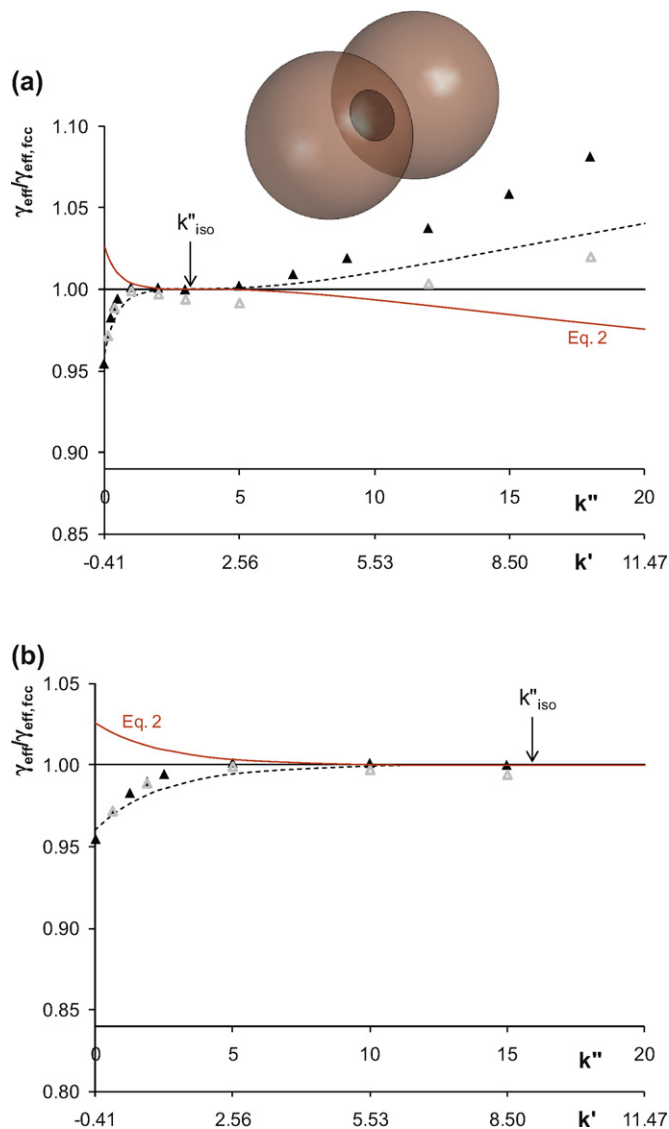 (a)
γeff/γeff,fcc
1.10
1.05
1.00
0.95
0.90
0.85
k"iso
Eq. 2
0 5 10 15 20
k"
-0.41 2.56 5.53 8.50 11.47
k'
(b)
γeff/γeff,fcc
1.05
1.00
0.95
0.90
0.84
0.80
Eq. 2
k"iso
0 5 10 15 20
k"
-0.41 2.56 5.53 8.50 11.47
k'